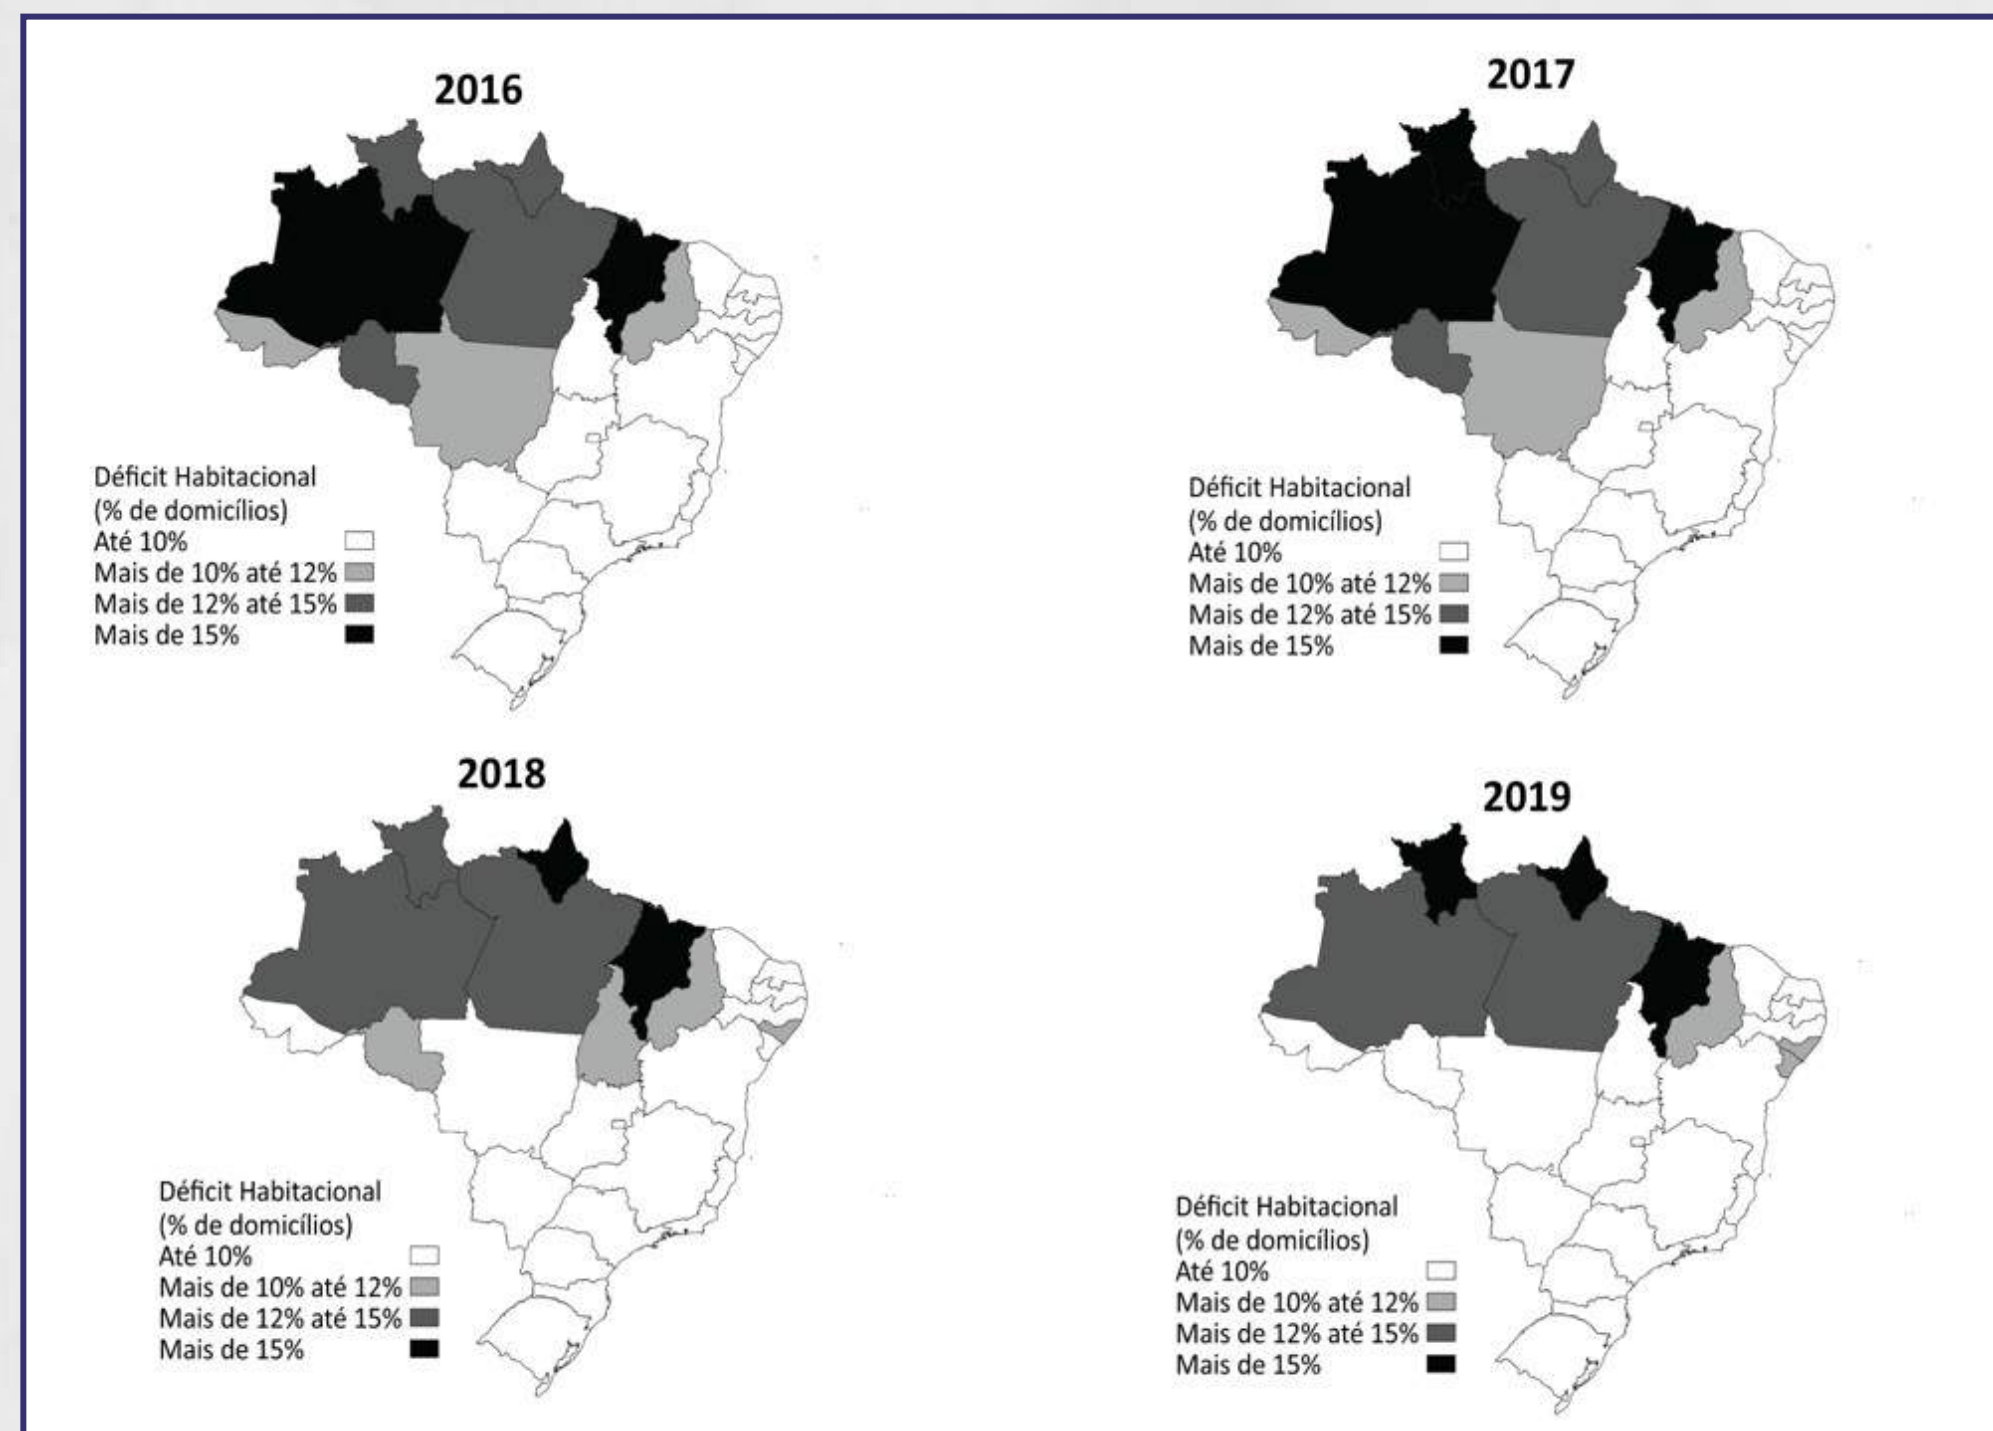 2016
Déficit Habitacional
(% de domicílios)
Até 10%
Mais de 10% até 12%
Mais de 12% até 15%
Mais de 15%
2017
Déficit Habitacional
(% de domicílios)
Até 10%
Mais de 10% até 12%
Mais de 12% até 15%
Mais de 15%
2018
Déficit Habitacional
(% de domicílios)
Até 10%
Mais de 10% até 12%
Mais de 12% até 15%
Mais de 15%
2019
Déficit Habitacional
(% de domicílios)
Até 10%
Mais de 10% até 12%
Mais de 12% até 15%
Mais de 15%